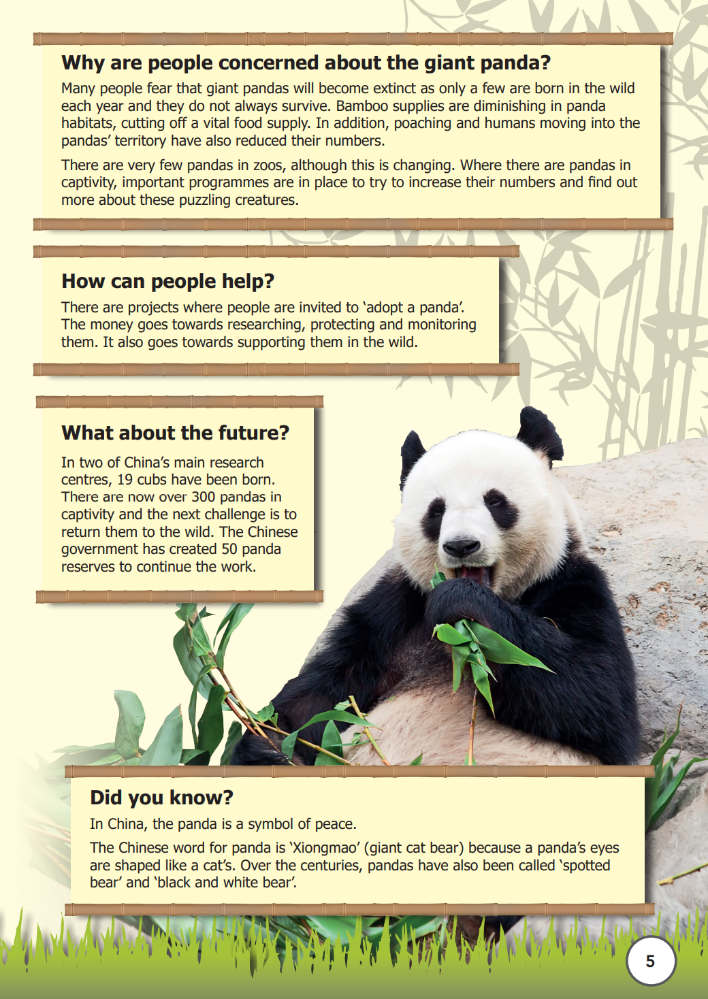 Why are people concerned about the giant panda?
Many people fear that giant pandas will become extinct as only a few are born in the wild
each year and they do not always survive. Bamboo supplies are diminishing in panda
habitats, cutting off a vital food supply. In addition, poaching and humans moving into the
pandas’ territory have also reduced their numbers.
There are very few pandas in zoos, although this is changing. Where there are pandas in
captivity, important programmes are in place to try to increase their numbers and find out
more about these puzzling creatures.
How can people help?
There are projects where people are invited to ‘adopt a panda’.
The money goes towards researching, protecting and monitoring
them. It also goes towards supporting them in the wild.
What about the future?
In two of China’s main research
centres, 19 cubs have been born.
There are now over 300 pandas in
captivity and the next challenge is to
return them to the wild. The Chinese
government has created 50 panda
reserves to continue the work.
Did you know?
In China, the panda is a symbol of peace.
The Chinese word for panda is ‘Xiongmao’ (giant cat bear) because a panda’s eyes
are shaped like a cat’s. Over the centuries, pandas have also been called ‘spotted
bear’ and ‘black and white bear’.
5